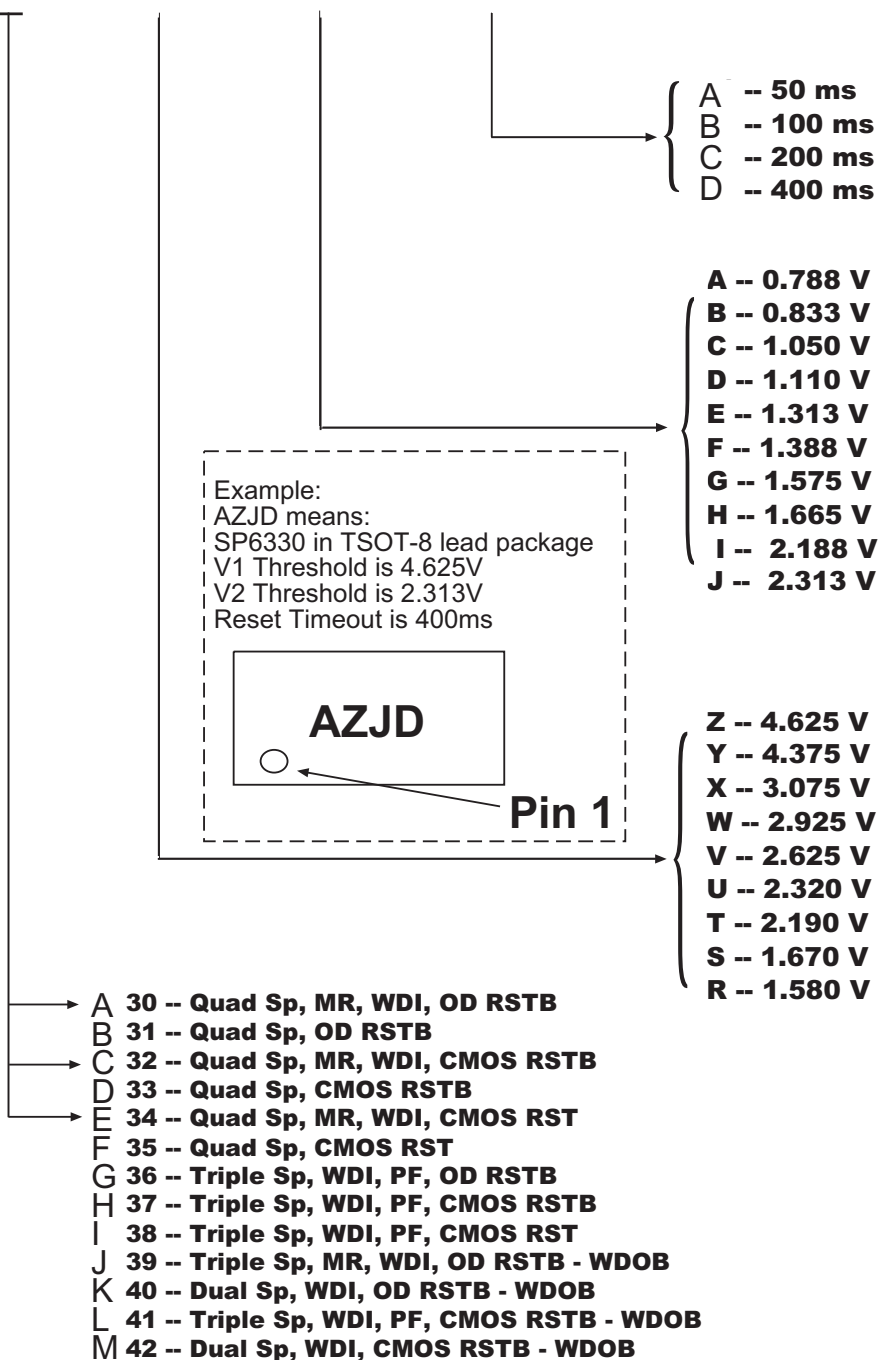 A -- 50 ms
B -- 100 ms
C -- 200 ms
D -- 400 ms
A -- 0.788 V
B -- 0.833 V
C -- 1.050 V
D -- 1.110 V
E -- 1.313 V
F -- 1.388 V
G -- 1.575 V
H -- 1.665 V
I -- 2.188 V
J -- 2.313 V
Example:
AZJD means:
SP6330 in TSOT-8 lead package
V1 Threshold is 4.625V
V2 Threshold is 2.313V
Reset Timeout is 400ms
AZJD
Pin 1
Z -- 4.625 V
Y -- 4.375 V
X -- 3.075 V
W -- 2.925 V
V -- 2.625 V
U -- 2.320 V
T -- 2.190 V
S -- 1.670 V
R -- 1.580 V
A 30 -- Quad Sp, MR, WDI, OD RSTB
B 31 -- Quad Sp, OD RSTB
C 32 -- Quad Sp, MR, WDI, CMOS RSTB
D 33 -- Quad Sp, CMOS RSTB
E 34 -- Quad Sp, MR, WDI, CMOS RST
F 35 -- Quad Sp, CMOS RST
G 36 -- Triple Sp, WDI, PF, OD RSTB
H 37 -- Triple Sp, WDI, PF, CMOS RSTB
I 38 -- Triple Sp, WDI, PF, CMOS RST
J 39 -- Triple Sp, MR, WDI, OD RSTB - WDOB
K 40 -- Dual Sp, WDI, OD RSTB - WDOB
L 41 -- Triple Sp, WDI, PF, CMOS RSTB - WDOB
M 42 -- Dual Sp, WDI, CMOS RSTB - WDOB